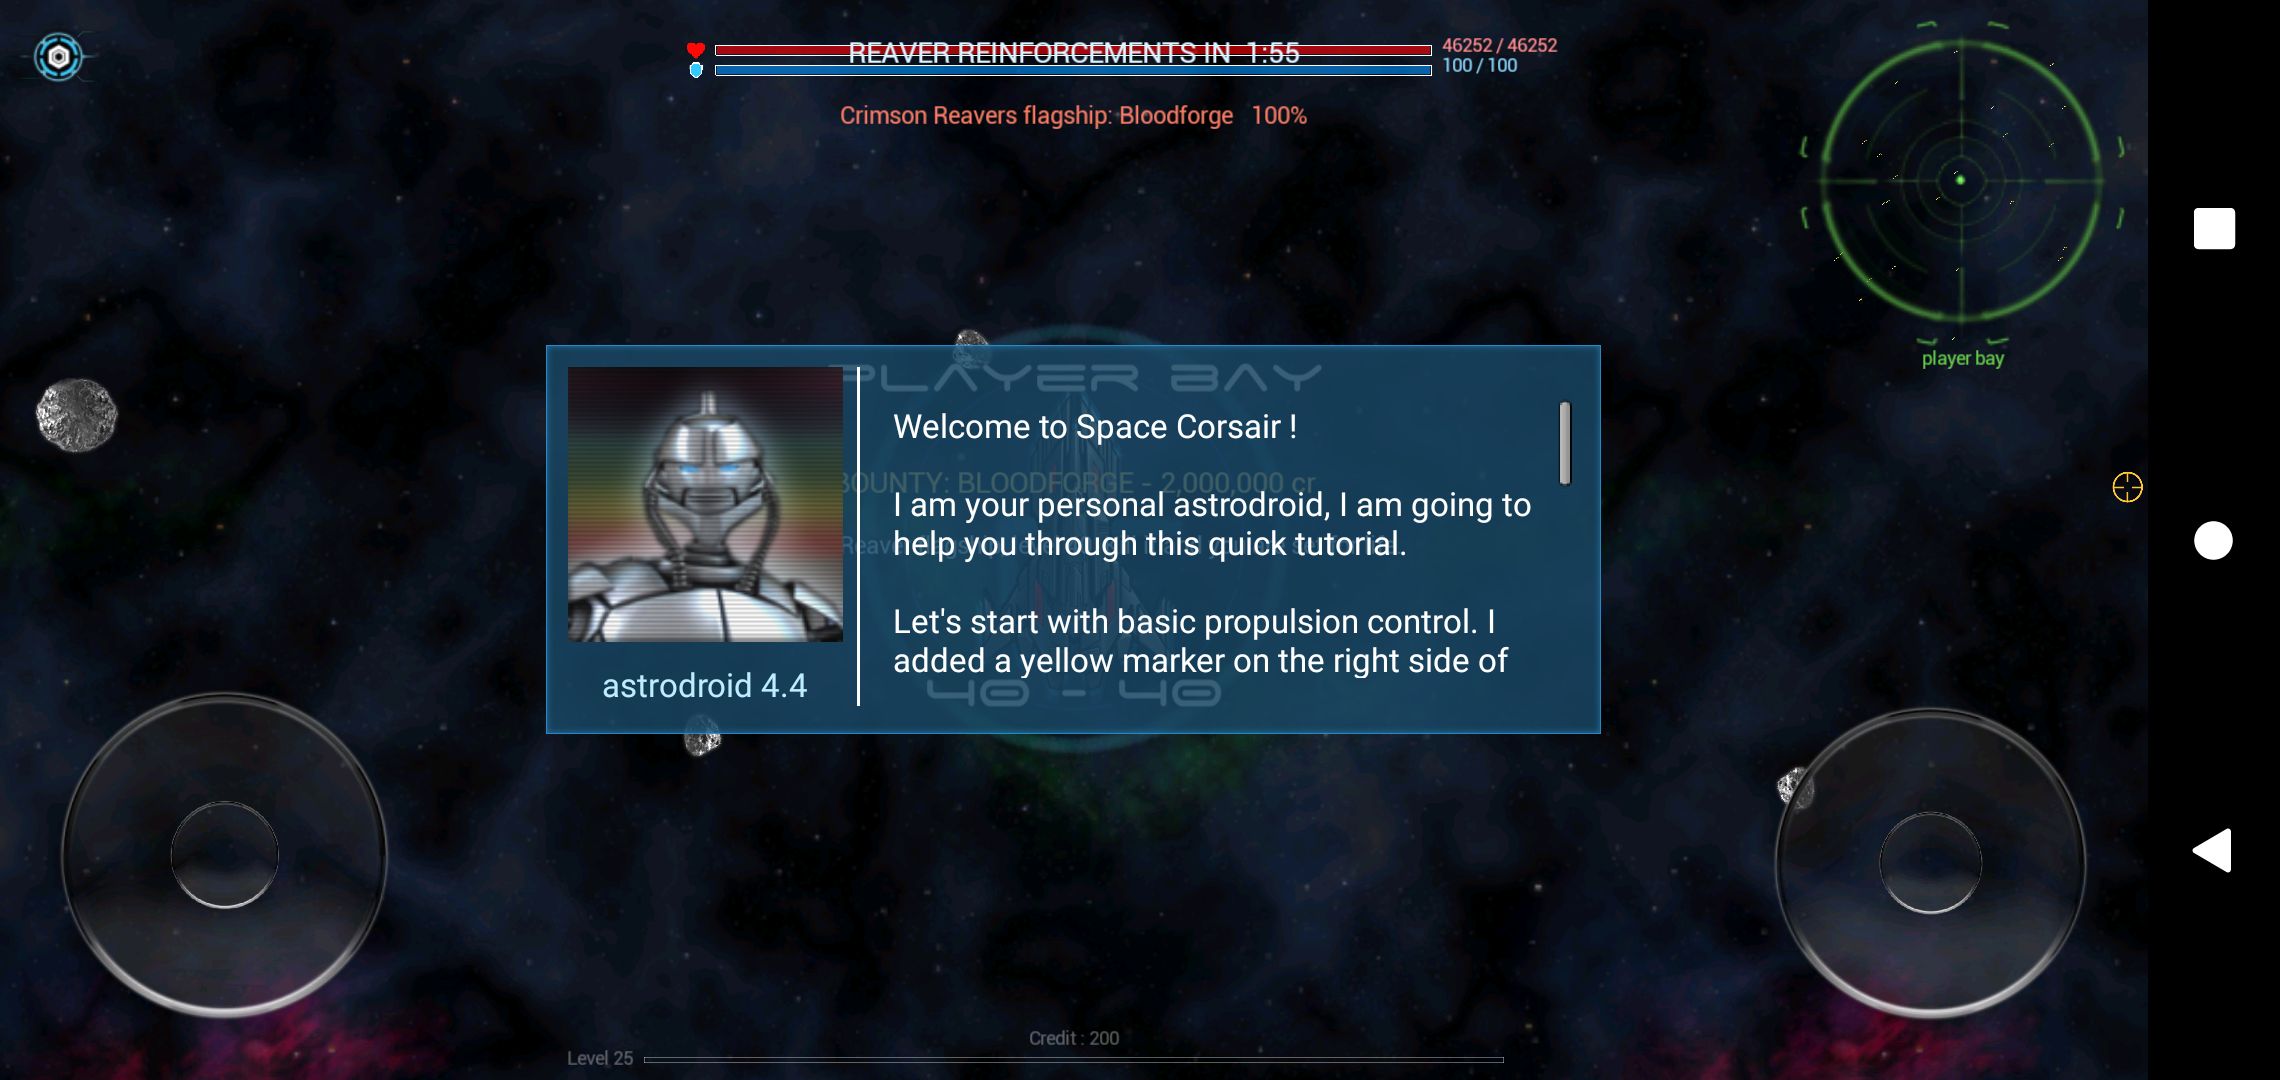 REAVER REINFORCEMENTS IN 1:55
46252 / 46252
100 / 100
Crimson Reavers flagship: Bloodforge 100%
player bay
PLAYER BAY
Welcome to Space Corsair !
BOUNTY: BLOODFORGE - 2,000,000 cr
I am your personal astrodroid, I am going to
help you through this quick tutorial.
Let's start with basic propulsion control. I
added a yellow marker on the right side of
astrodroid 4.4
40 - 40
Credit : 200
Level 25